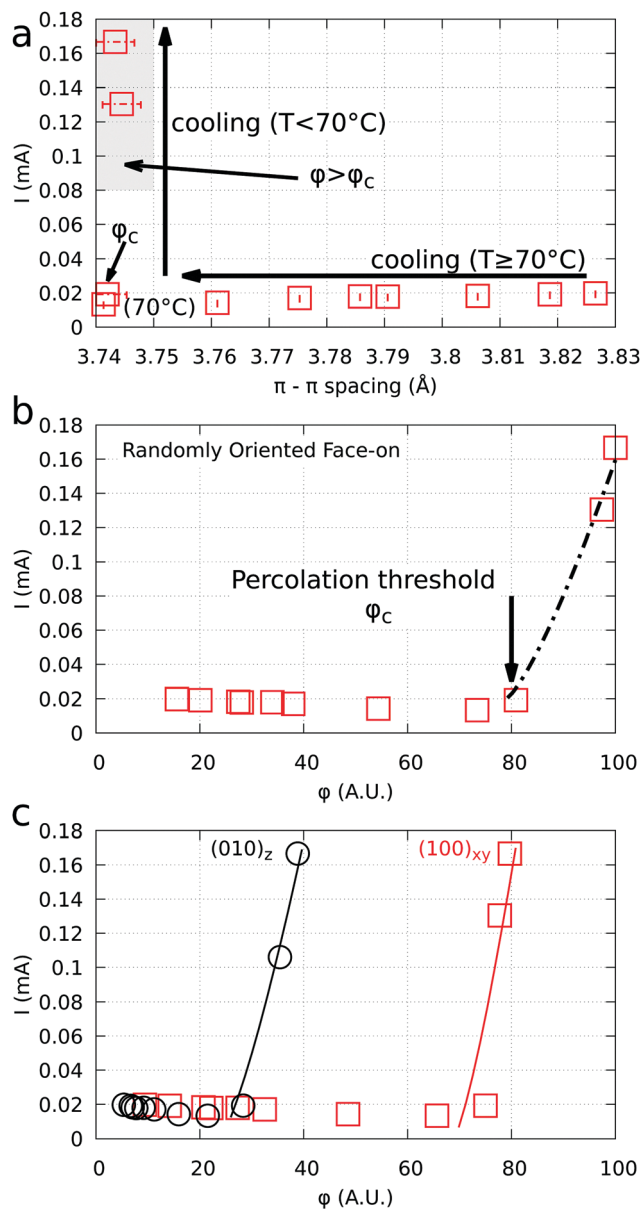 a
0.18
0.16
0.14
0.12
0.1
0.08
0.06
0.04
0.02
0
I (mA)
cooling (T<70°C)
φ>φc
φc
cooling (T≥70°C)
(70°C)
3.74 3.75 3.76 3.77 3.78 3.79 3.8 3.81 3.82 3.83
π - π spacing (Å)
b
0.18
0.16
0.14
0.12
0.1
0.08
0.06
0.04
0.02
0
I (mA)
Randomly Oriented Face-on
Percolation threshold
φc
0 20 40 60 80 100
φ (A.U.)
c
0.18
0.16
0.14
0.12
0.1
0.08
0.06
0.04
0.02
0
I (mA)
(010)z
(100)xy
0 20 40 60 80 100
φ (A.U.)